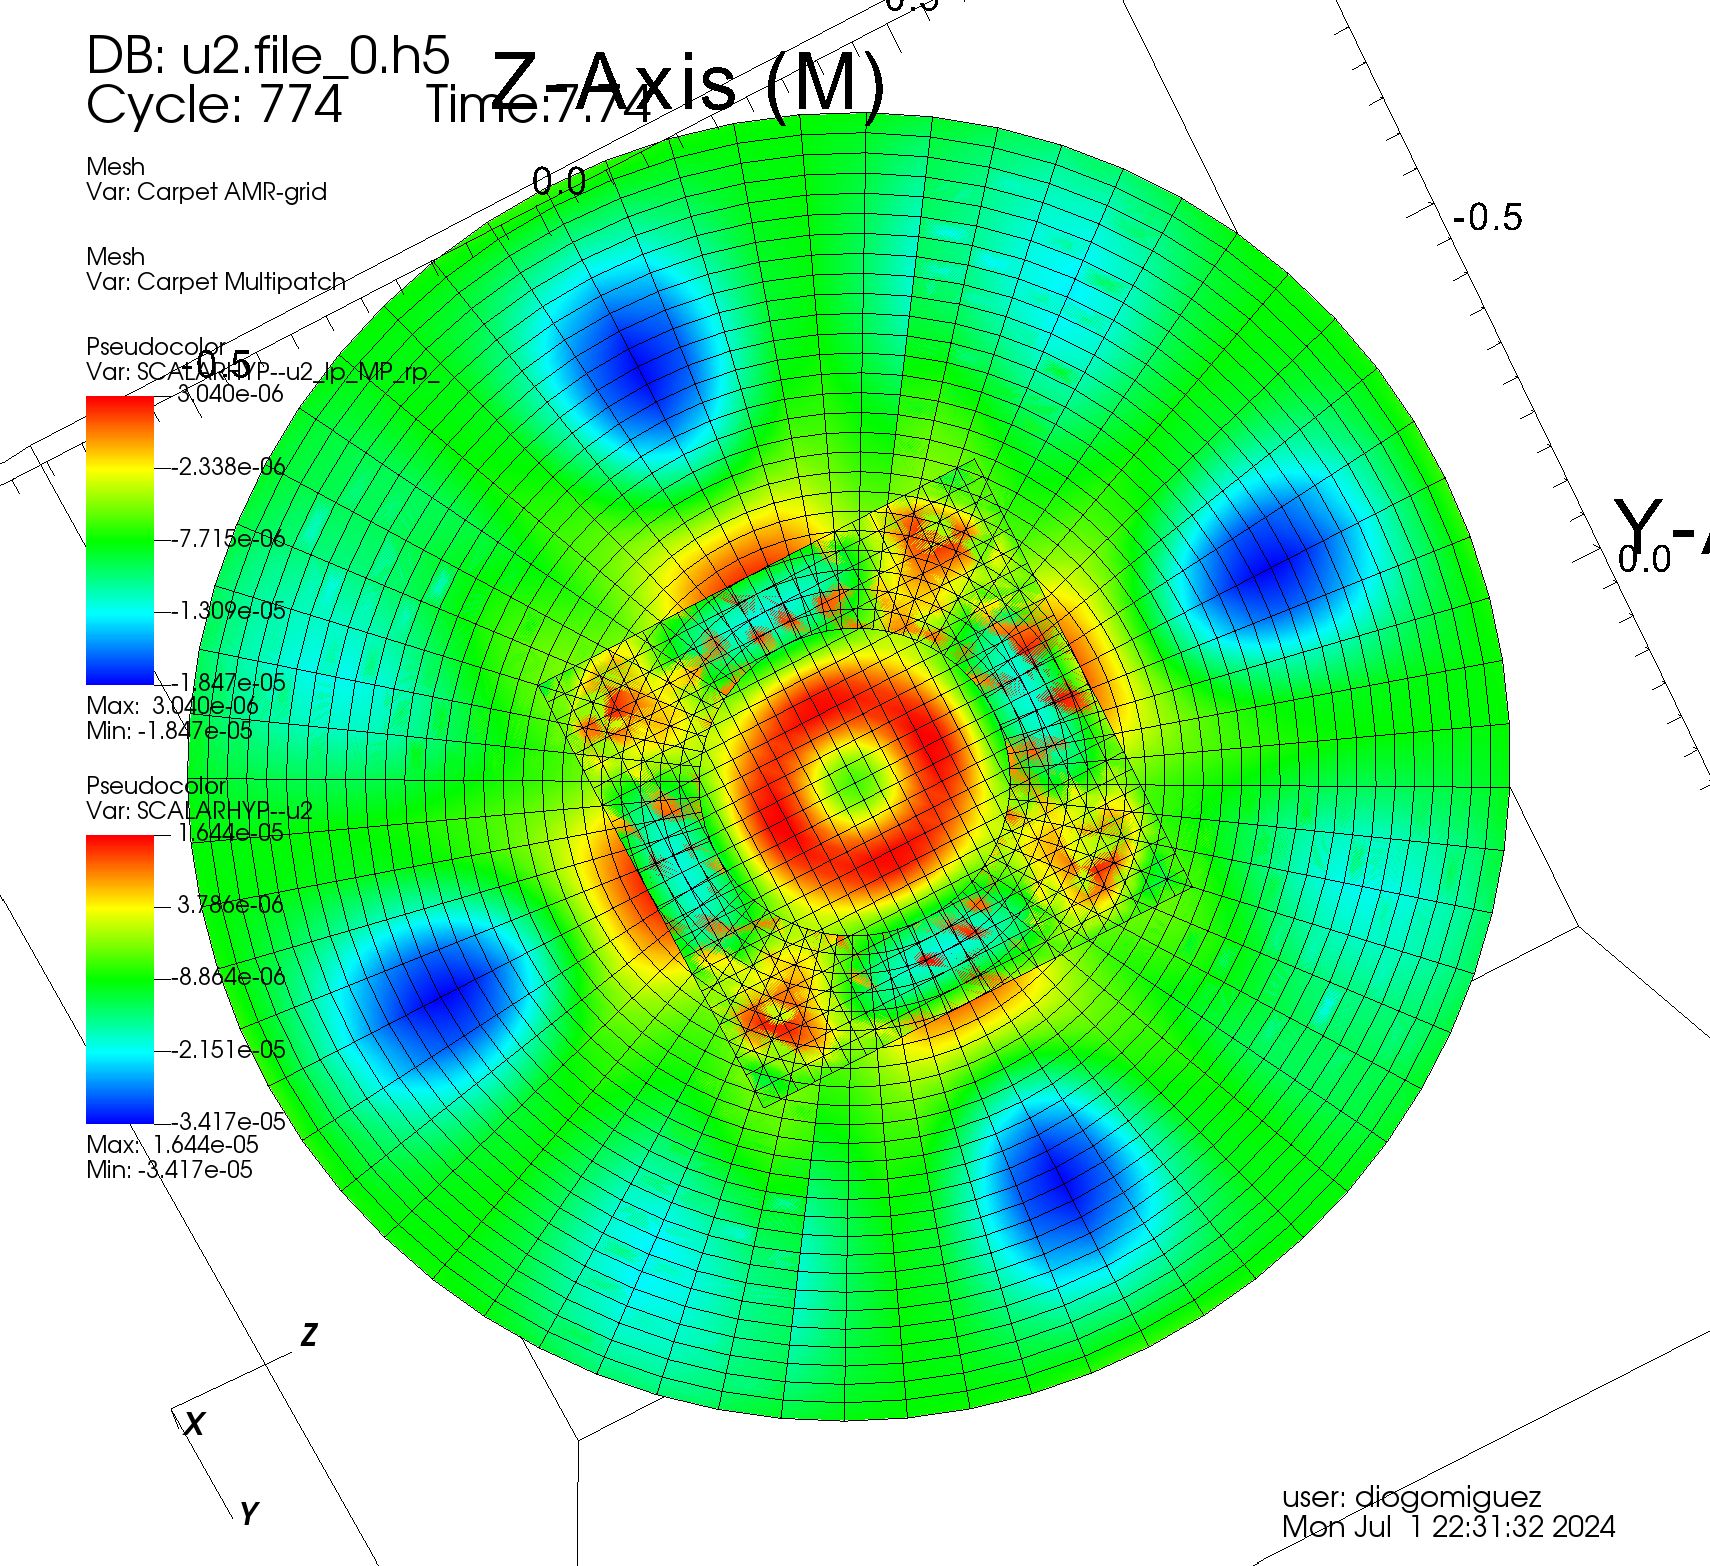 0.5
DB: u2.file_0.h5
Z-Axis (M)
Cycle: 774 Time:7.74
Mesh
Var: Carpet AMR-grid
0.0
-0.5
Mesh
Var: Carpet Multipatch
Pseudocolor
-0.5
Var: SCALARHYP--u2_lp_MP_rp_
3.040e-06
-2.338e-06
-7.715e-06
-1.309e-05
-1.847e-05
Max: 3.040e-06
Min: -1.847e-05
Y-A
0.0
Pseudocolor
Var: SCALARHYP--u2
1.644e-05
3.786e-06
-8.864e-06
-2.151e-05
-3.417e-05
Max: 1.644e-05
Min: -3.417e-05
Z
X
Y
user: diogomiguez
Mon Jul 1 22:31:32 2024